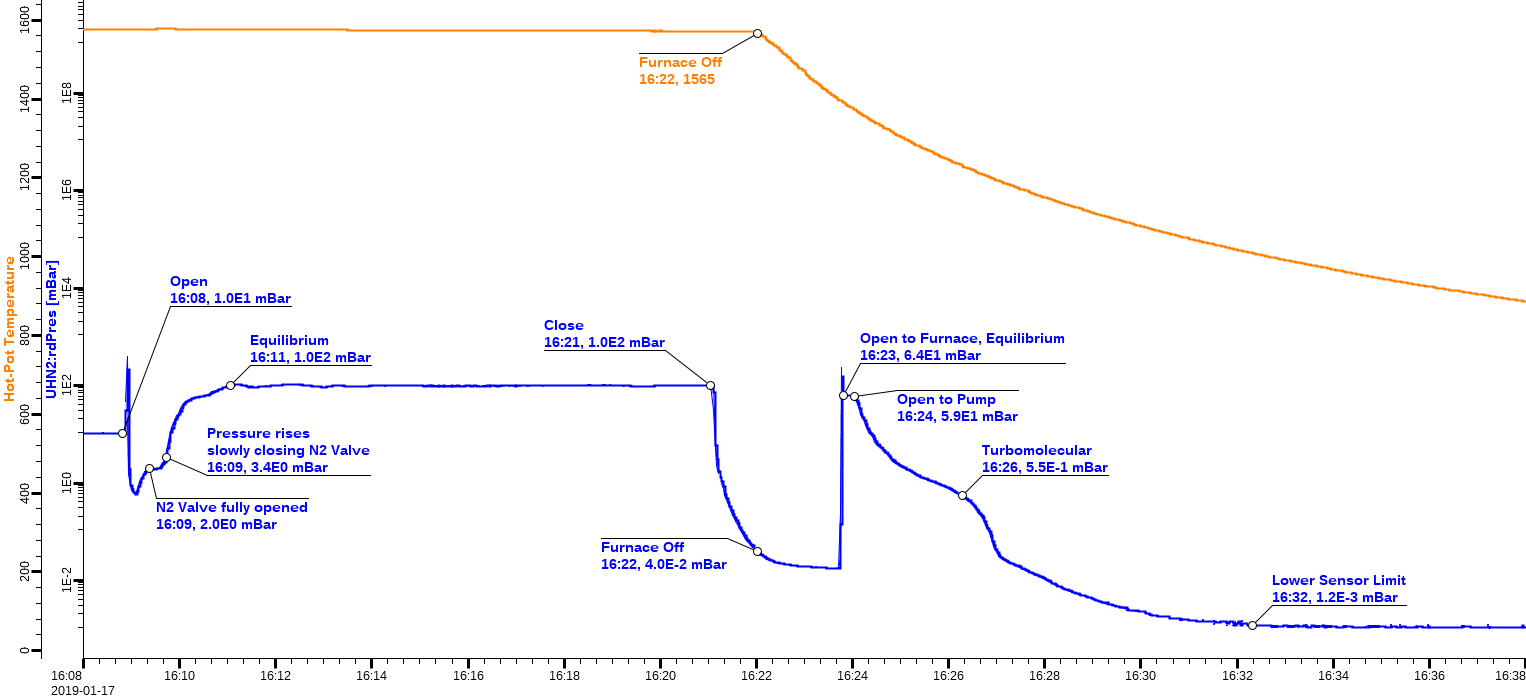 1600
1400
1200
1000
800
600
400
200
0
Hot-Pot Temperature
1E8
1E6
1E4
1E2
1E0
1E-2
UHN2:rdPres [mBar]
Furnace Off
16:22, 1565
Open
16:08, 1.0E1 mBar
Equilibrium
16:11, 1.0E2 mBar
Close
16:21, 1.0E2 mBar
Open to Furnace, Equilibrium
16:23, 6.4E1 mBar
Open to Pump
16:24, 5.9E1 mBar
Pressure rises
slowly closing N2 Valve
16:09, 3.4E0 mBar
Turbomolecular
16:26, 5.5E-1 mBar
N2 Valve fully opened
16:09, 2.0E0 mBar
Furnace Off
16:22, 4.0E-2 mBar
Lower Sensor Limit
16:32, 1.2E-3 mBar
16:08 16:10 16:12 16:14 16:16 16:18 16:20 16:22 16:24 16:26 16:28 16:30 16:32 16:34 16:36 16:38
2019-01-17